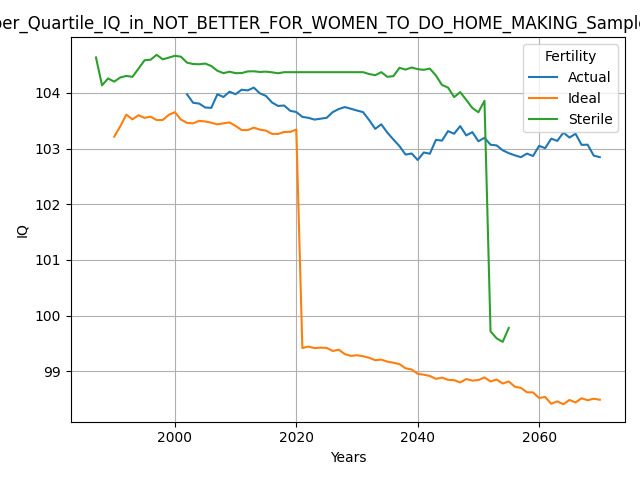 per_Quartile_IQ_in_NOT_BETTER_FOR_WOMEN_TO_DO_HOME_MAKING_Sample
Fertility
Actual
Ideal
Sterile
104
103
102
101
100
99
IQ
2000
2020
2040
2060
Years